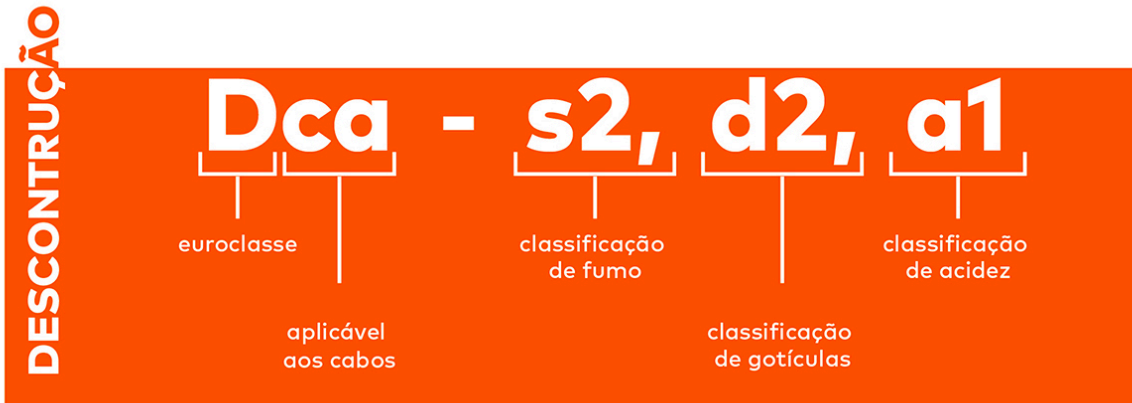 DESCONTRUÇÃO
Dca - s2, d2, a1
euroclasse
aplicável
aos cabos
classificação
de fumo
classificação
de gotículas
classificação
de acidez